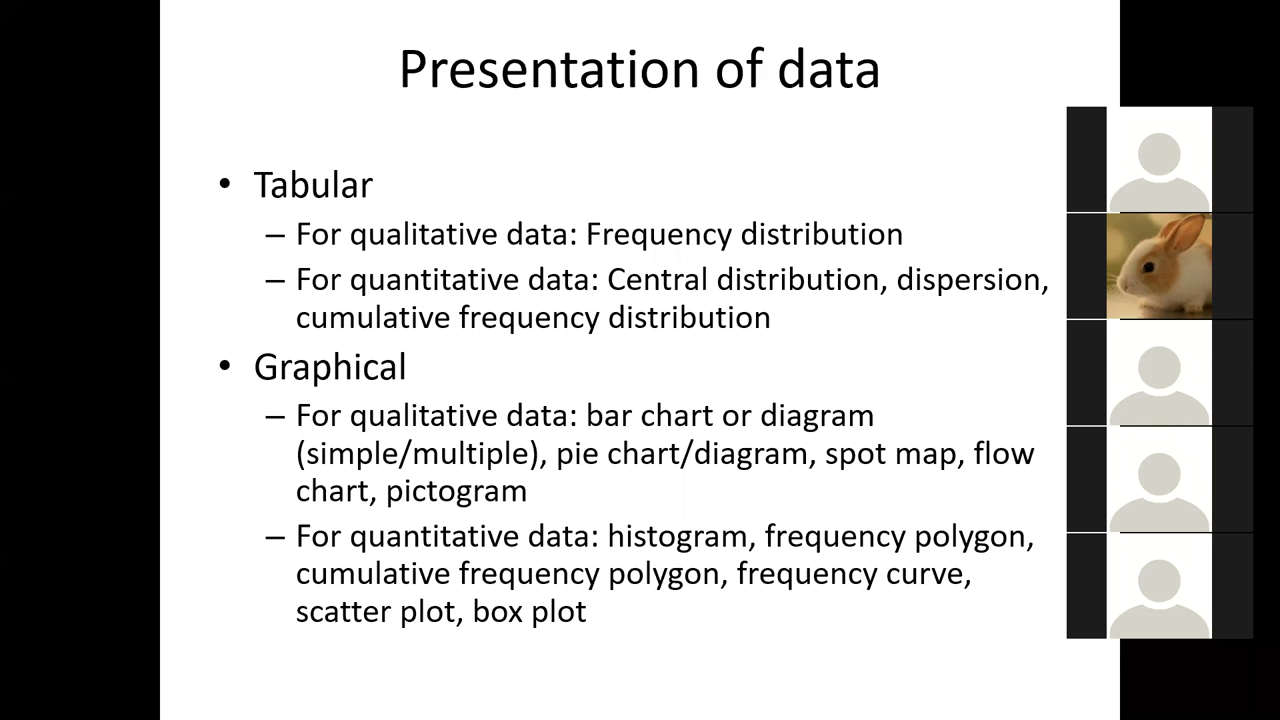 Presentation of data
• Tabular
– For qualitative data: Frequency distribution
– For quantitative data: Central distribution, dispersion,
cumulative frequency distribution
• Graphical
– For qualitative data: bar chart or diagram
(simple/multiple), pie chart/diagram, spot map, flow
chart, pictogram
– For quantitative data: histogram, frequency polygon,
cumulative frequency polygon, frequency curve,
scatter plot, box plot